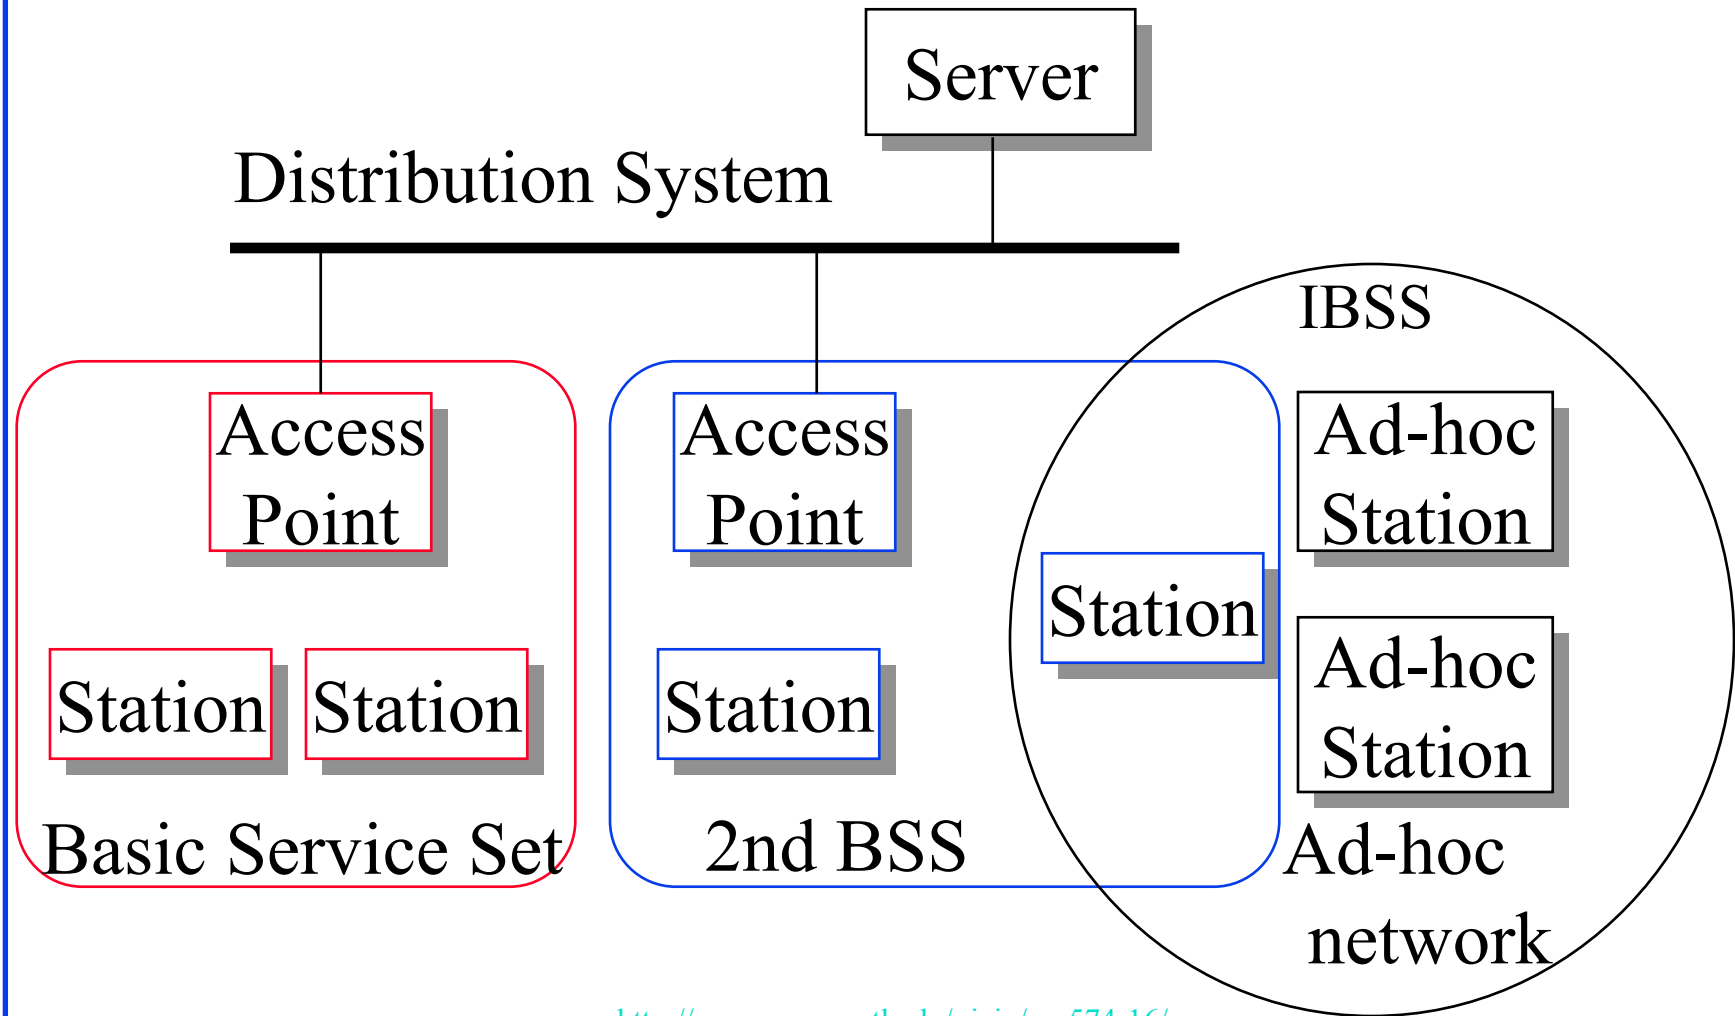 Server
Distribution System
IBSS
Access
Point
Access
Point
Ad-hoc
Station
Station
Ad-hoc
Station
Station
Station
Station
Basic Service Set
2nd BSS
Ad-hoc
network